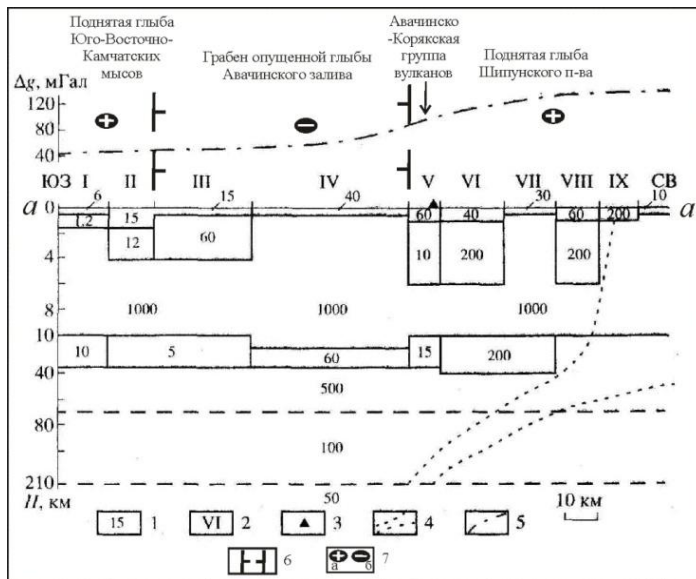 Поднятая глыба
Юго-Восточно-
Камчатских
мысов
Грабен опущенной глыбы
Авачинского залива
Авачинско
-Корякская
группа
вулканов
Поднятая глыба
Шипунского п-ва
Δg, мГал
120
80
40
ЮЗ I II III IV V VI VII VIII IX СВ
6 15 40 30 10
a 0 a
.2 15 60 60 40 60 200
12 10 200 200
4
8 1000 1000 1000
10
10 5 60 15 200
40
500
80
100
210
H, км 50 10 км
15 1 VI 2 3 4 5
6 а б 7